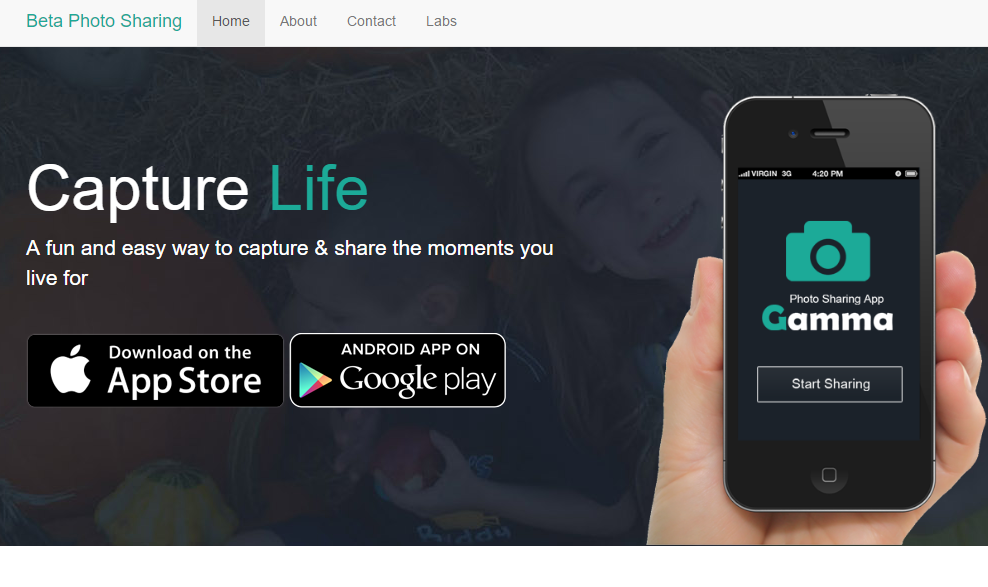 Beta Photo Sharing Home About Contact Labs
Capture Life
A fun and easy way to capture & share the moments you
live for
Download on the
App Store
ANDROID APP ON
Google play
VIRGIN 3G 4:20 PM
Photo Sharing App
Gamma
Start Sharing